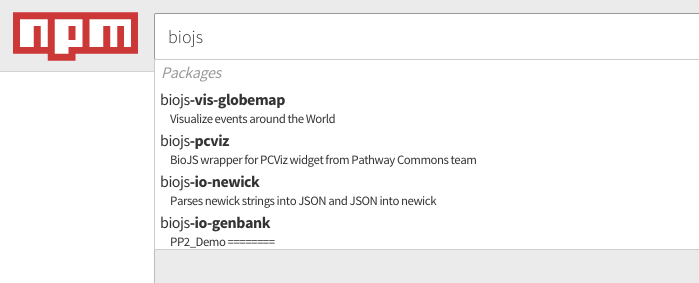 npm
biojs
Packages
biojs-vis-globemap
Visualize events around the World
biojs-pcviz
BioJS wrapper for PCViz widget from Pathway Commons team
biojs-io-newick
Parses newick strings into JSON and JSON into newick
biojs-io-genbank
PP2_Demo ========